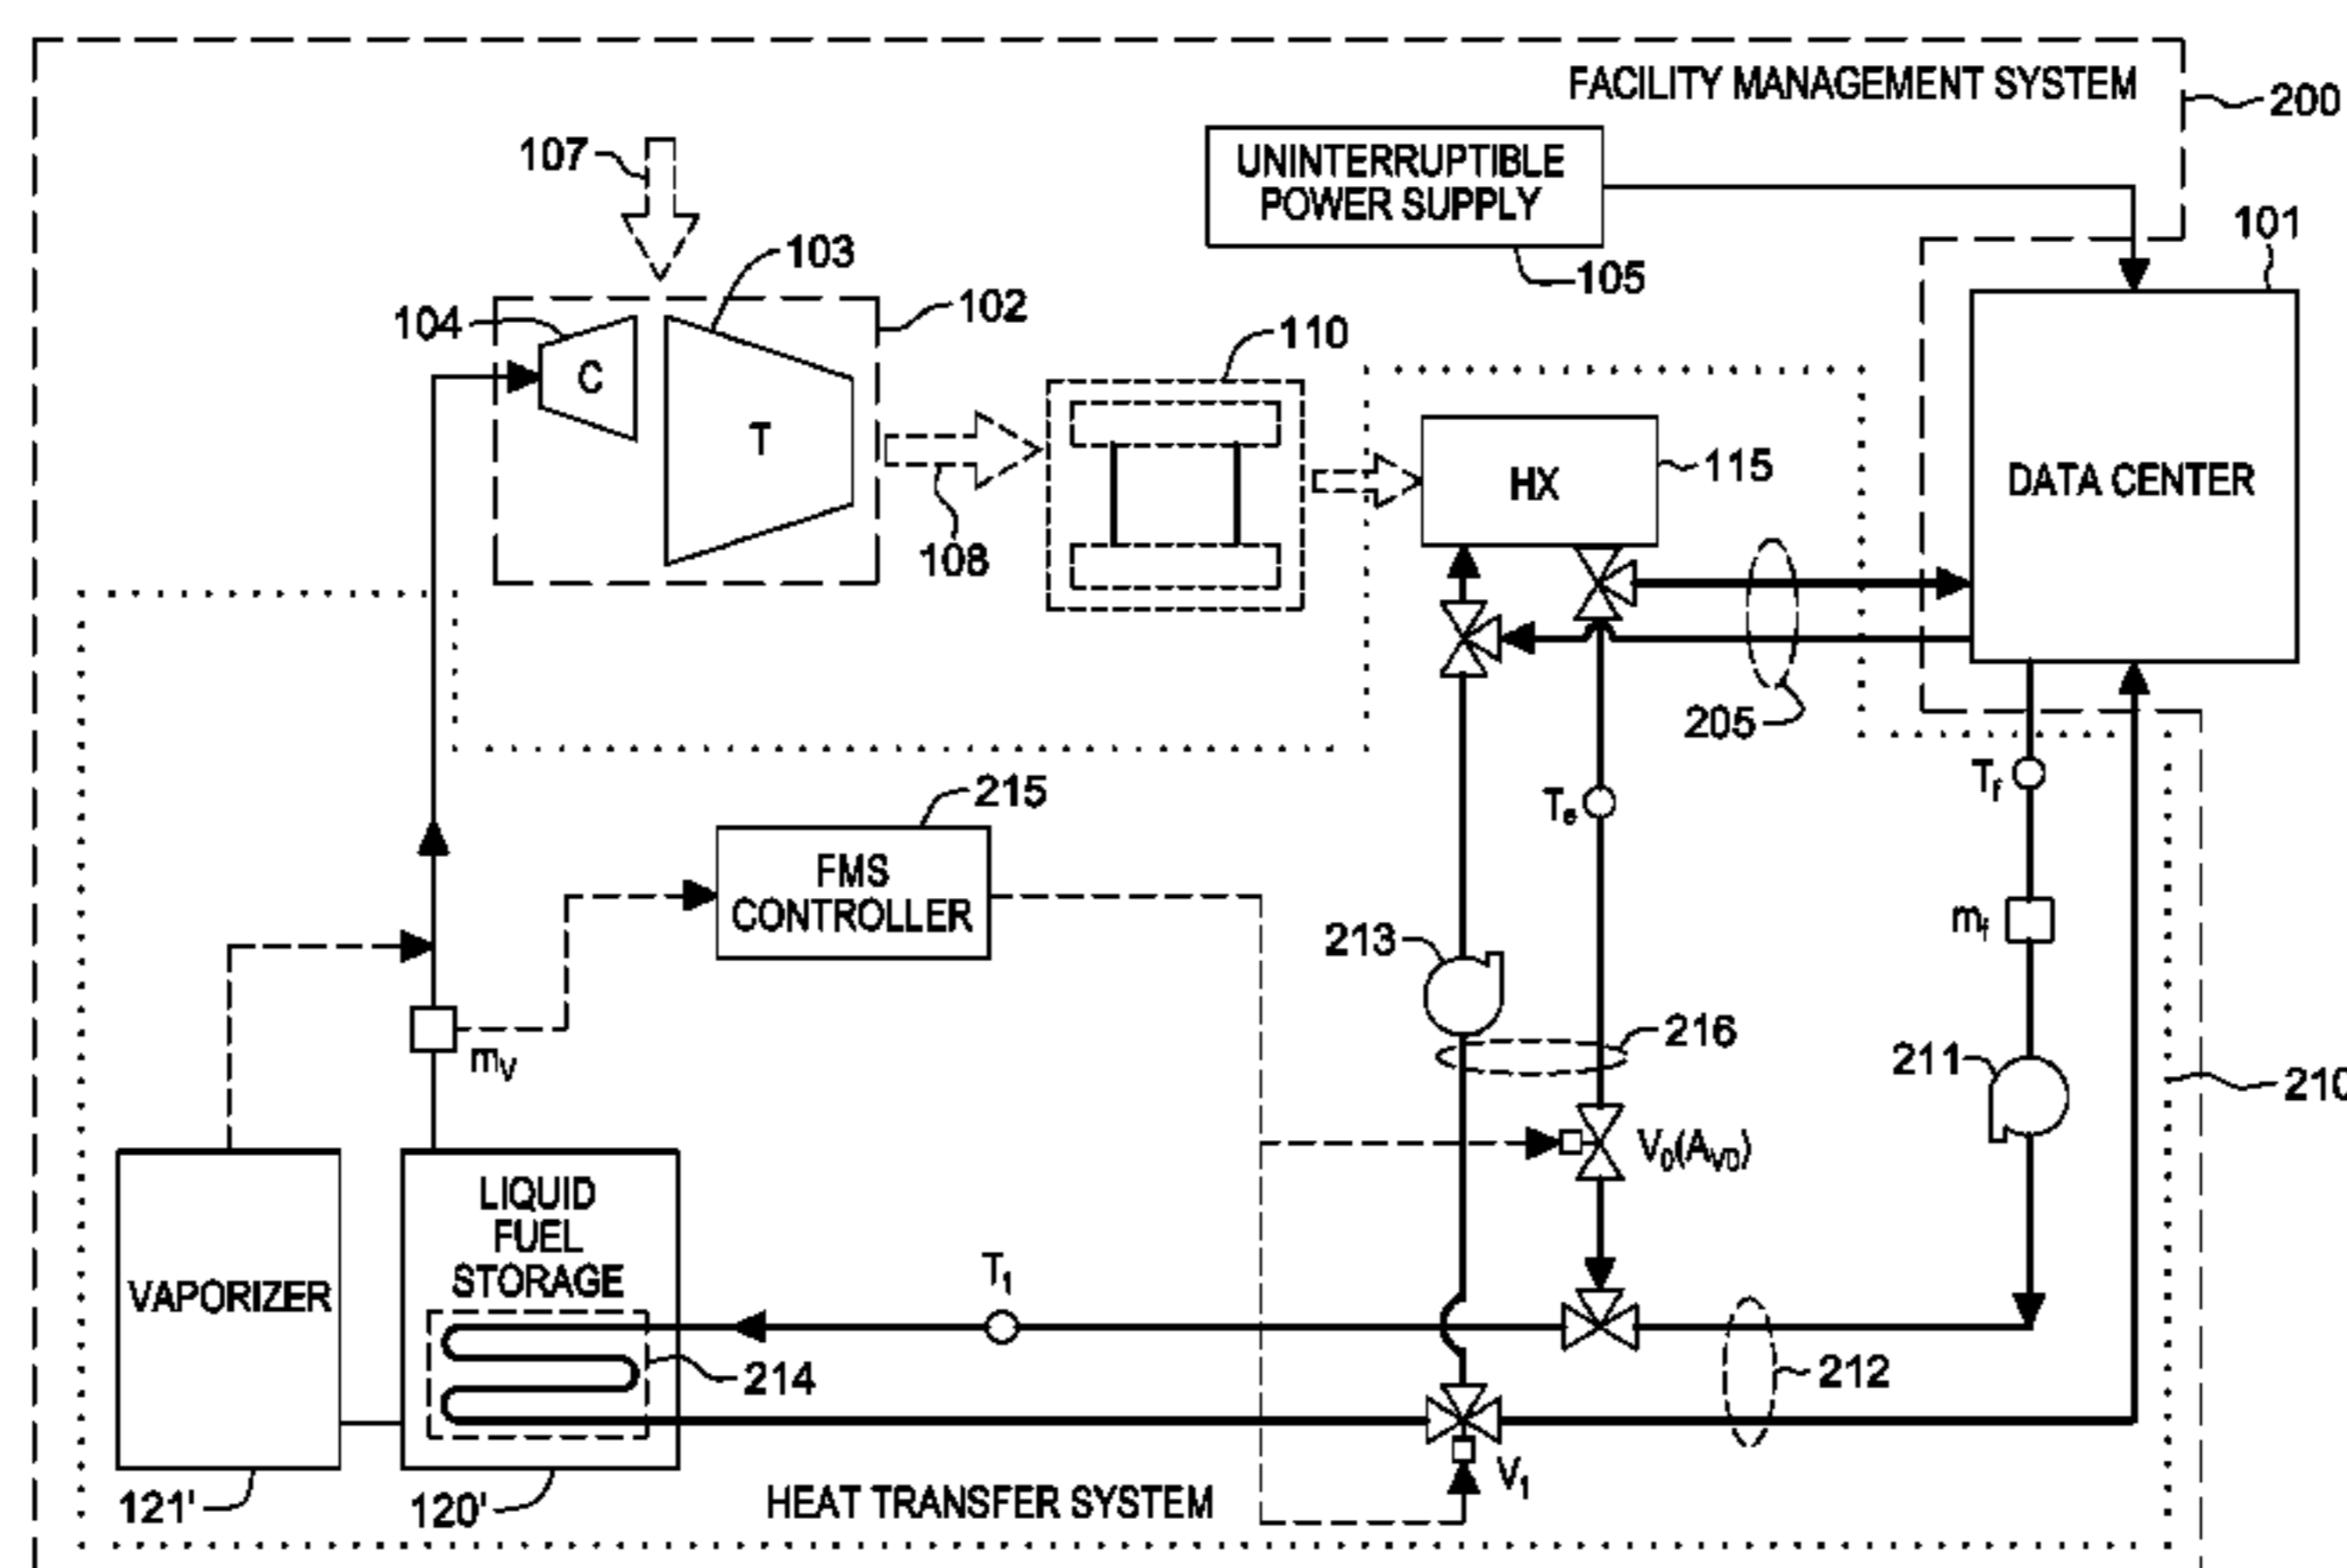 FACILITY MANAGEMENT SYSTEM
200
107
UNINTERRUPTIBLE
POWER SUPPLY
105
101
103
104
102
C
T
110
108
HX
115
DATA CENTER
205
215
FMS
CONTROLLER
Te
Tr
mf
213
216
211
210
mV
V0(AV0)
LIQUID
FUEL
STORAGE
VAPORIZER
T1
214
212
V1
121'
120'
HEAT TRANSFER SYSTEM